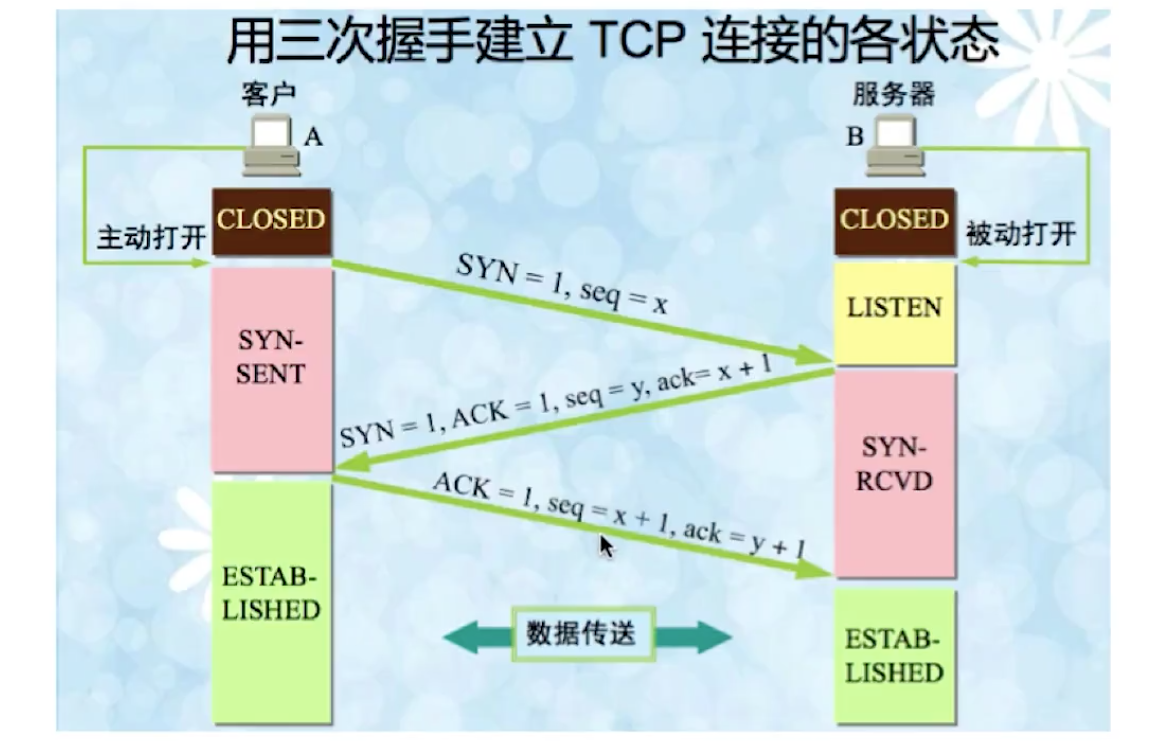 用三次握手建立 TCP 连接的各状态
客户
服务器
A
B
CLOSED
CLOSED
主动打开
被动打开
SYN = 1, seq = x
LISTEN
SYN-
SENT
SYN = 1, ACK = 1, seq = y, ack= x + 1
SYN-
RCVD
ACK = 1, seq = x + 1, ack = y + 1
ESTAB-
LISHED
数据传送
ESTAB-
LISHED